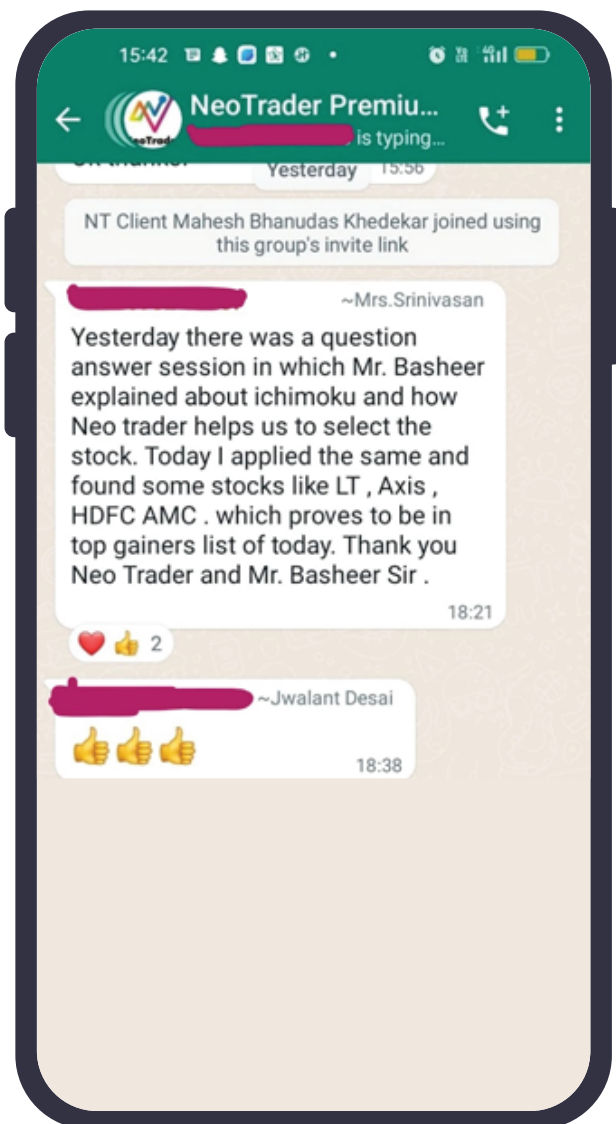 15:42
NeoTrader Premiu...
is typing...
Yesterday 15:56
NT Client Mahesh Bhanudas Khedekar joined using
this group's invite link
~Mrs.Srinivasan
Yesterday there was a question
answer session in which Mr. Basheer
explained about ichimoku and how
Neo trader helps us to select the
stock. Today I applied the same and
found some stocks like LT , Axis ,
HDFC AMC . which proves to be in
top gainers list of today. Thank you
Neo Trader and Mr. Basheer Sir .
18:21
❤️ 👍 2
~Jwalant Desai
👍👍👍
18:38